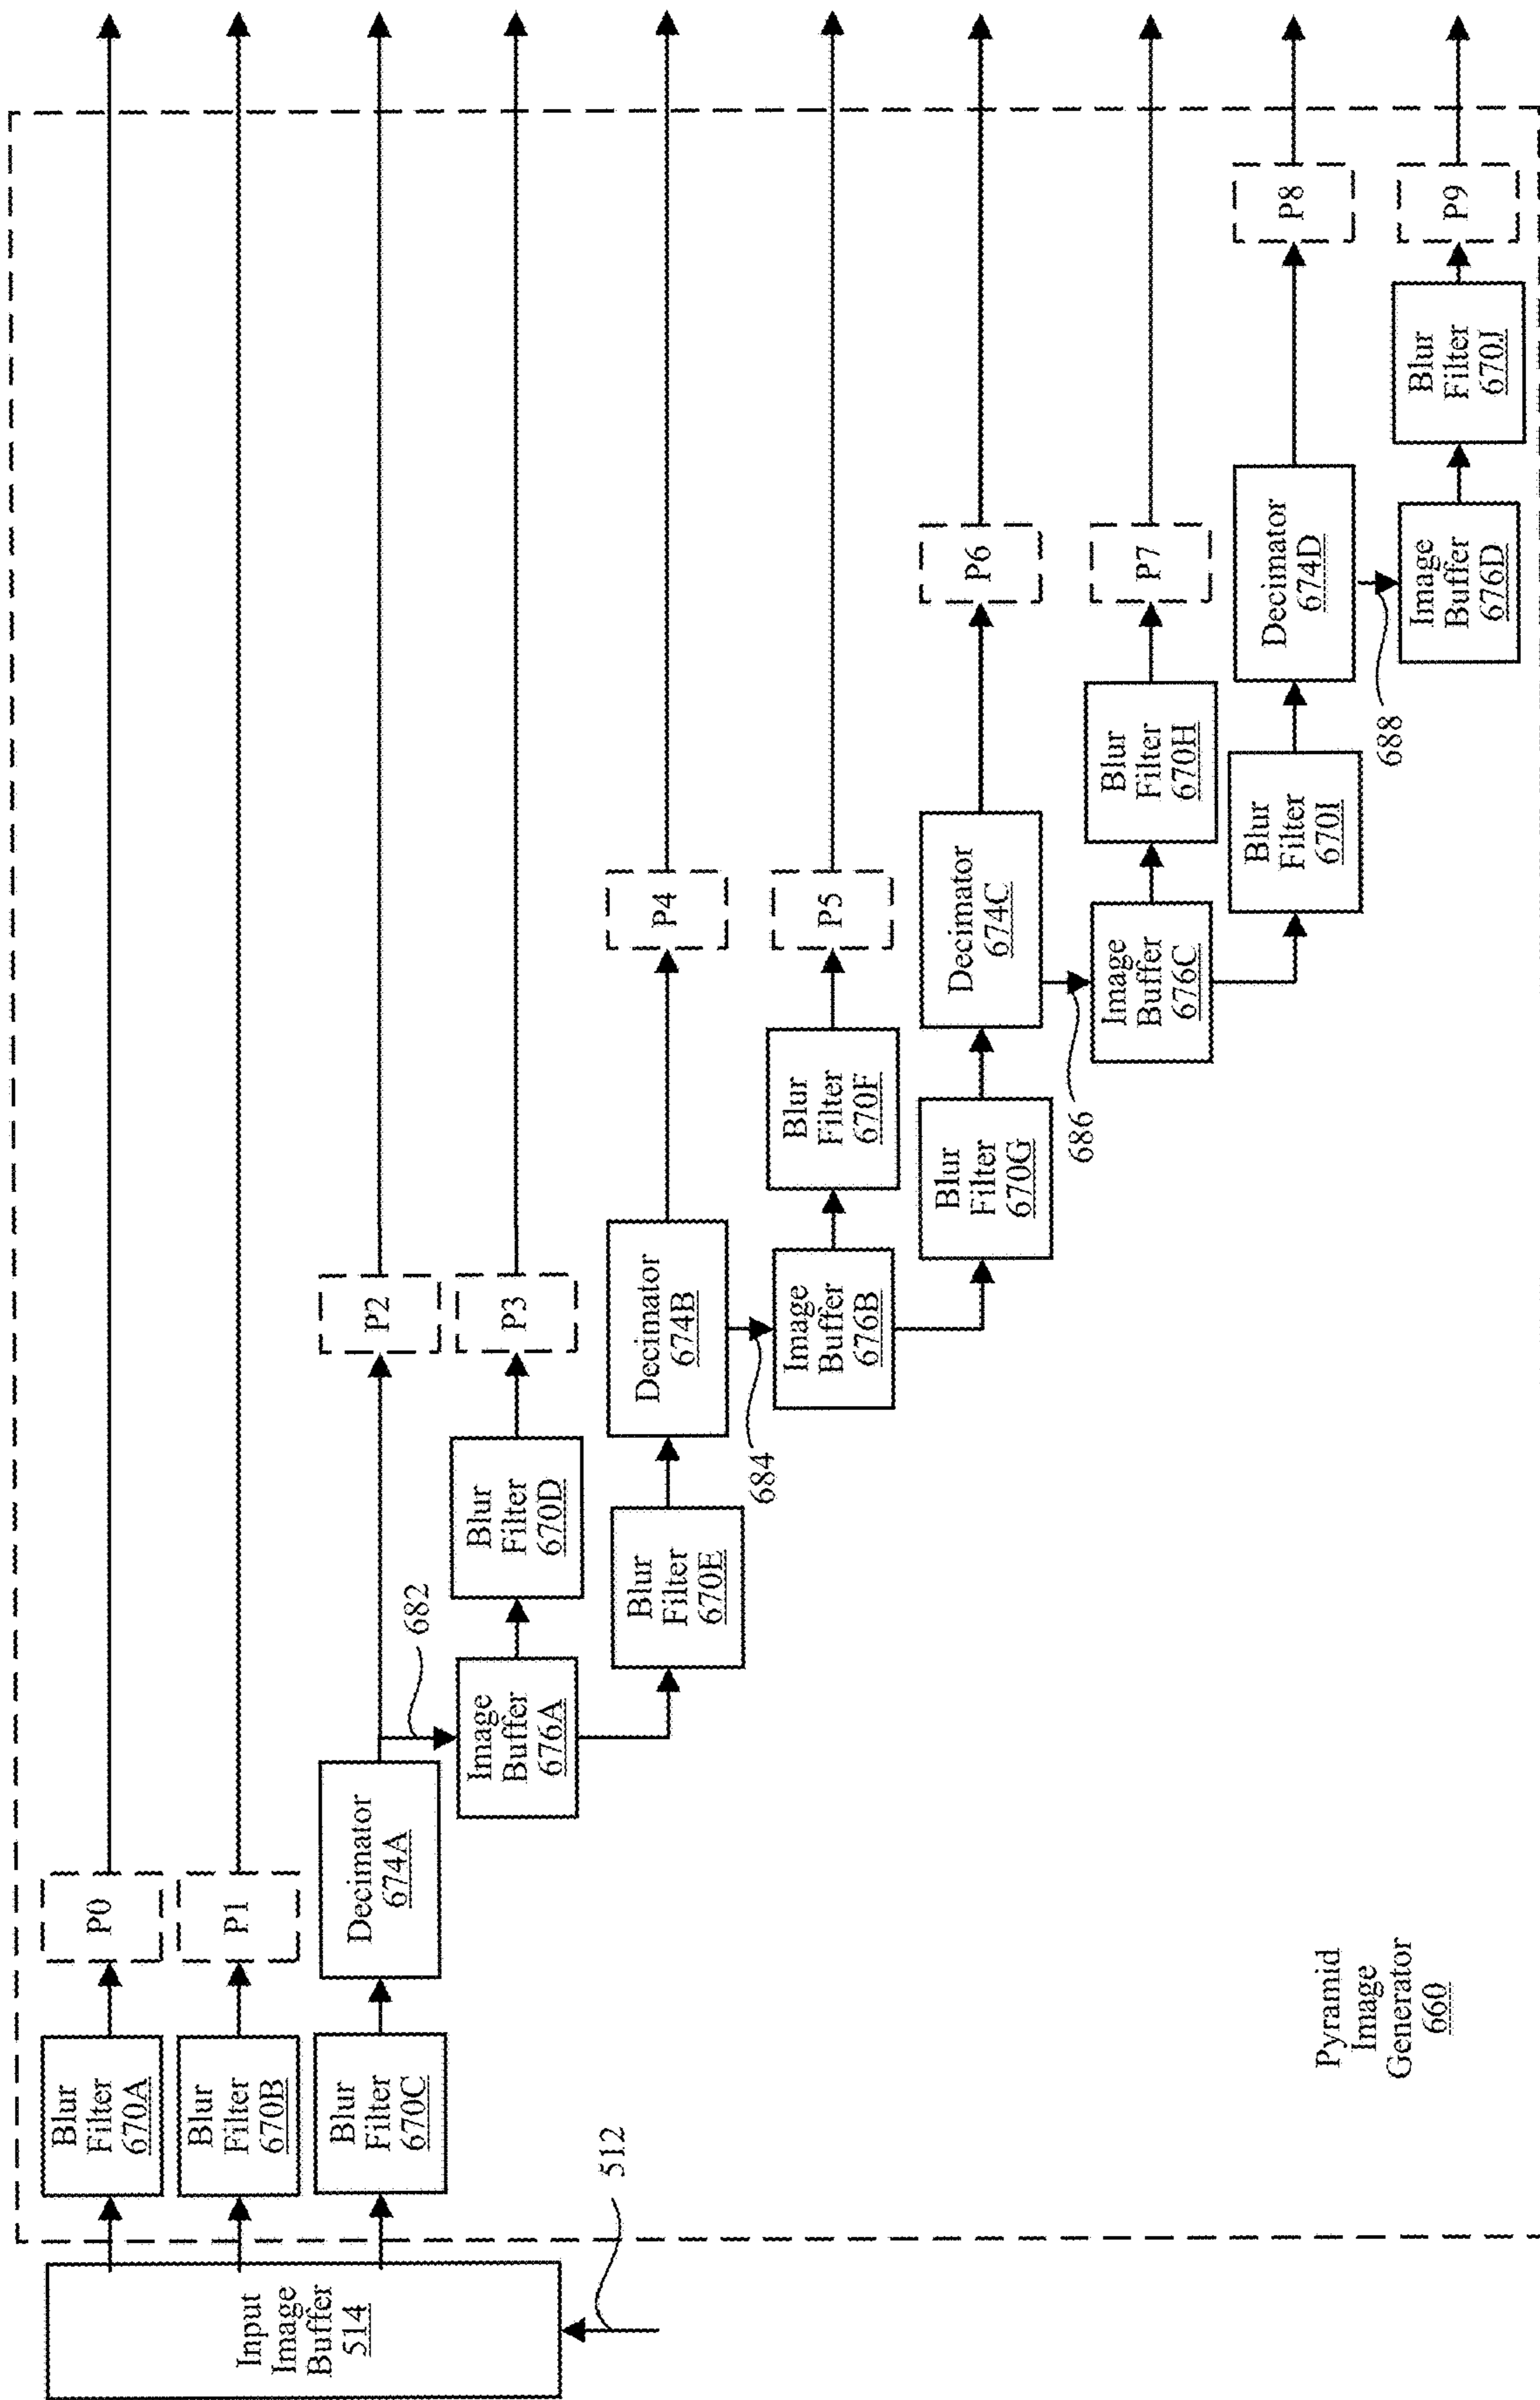 Input
Image
Buffer
514
512
Blur
Filter
670A
P0
Blur
Filter
670B
P1
Blur
Filter
670C
Decimator
674A
P2
682
Image
Buffer
676A
Blur
Filter
670D
P3
Blur
Filter
670E
Decimator
674B
P4
684
Image
Buffer
676B
Blur
Filter
670F
P5
Blur
Filter
670G
Decimator
674C
P6
686
Image
Buffer
676C
Blur
Filter
670H
P7
Blur
Filter
670I
Decimator
674D
P8
688
Image
Buffer
676D
Blur
Filter
670J
P9
Pyramid
Image
Generator
660